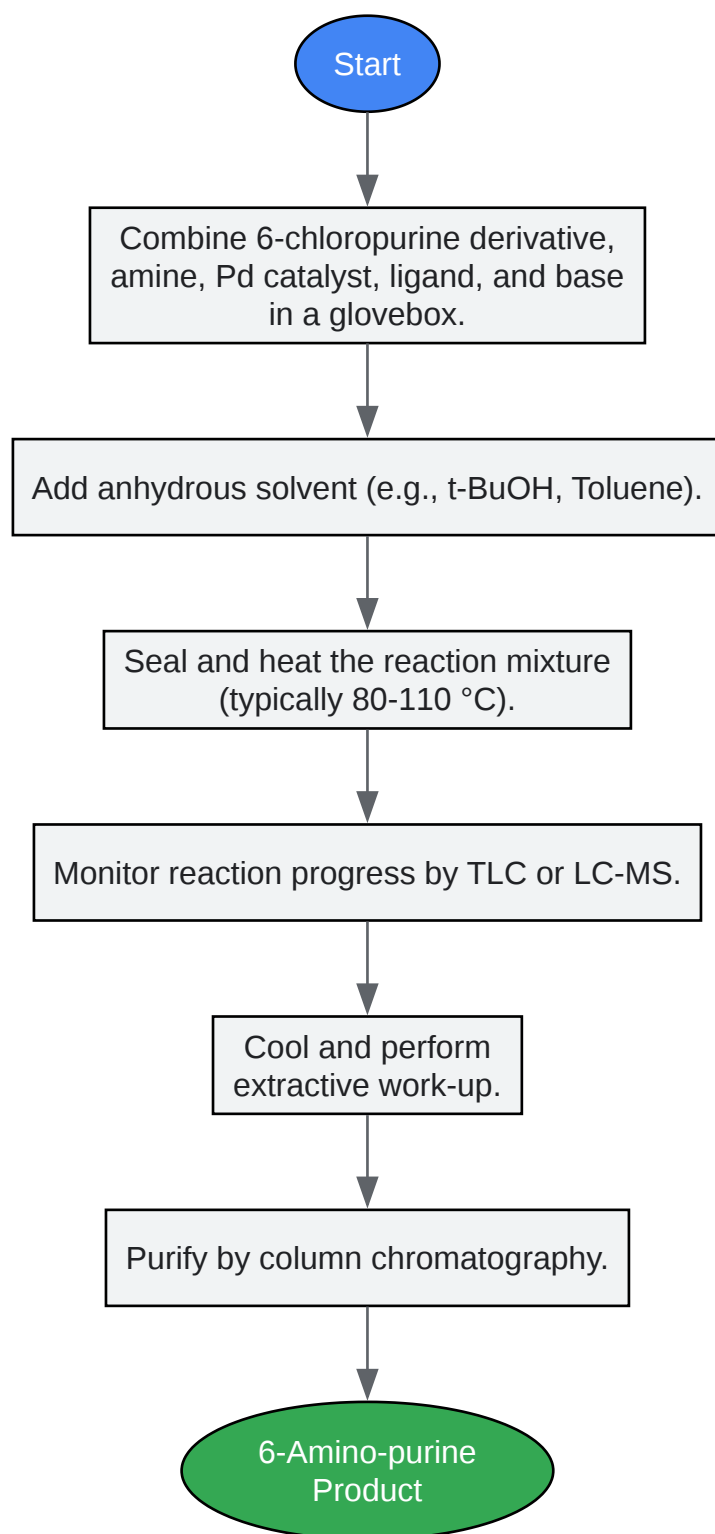 Start
Combine 6-chloropurine derivative,
amine, Pd catalyst, ligand, and base
in a glovebox.
Add anhydrous solvent (e.g., t-BuOH, Toluene).
Seal and heat the reaction mixture
(typically 80-110 °C).
Monitor reaction progress by TLC or LC-MS.
Cool and perform
extractive work-up.
Purify by column chromatography.
6-Amino-purine
Product